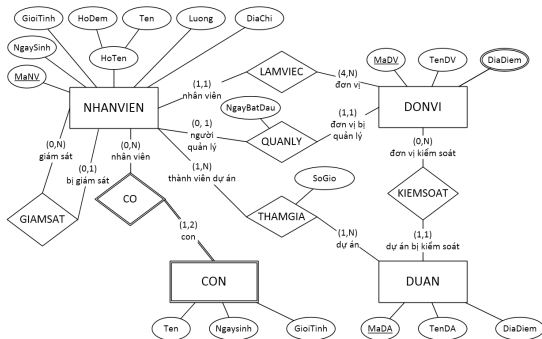 GioiTinh
HoDem
Ten
Luong
DiaChi
NgaySinh
HoTen
MaNV
NHANVIEN
(1,1)
nhân viên
LAMVIEC
(4,N)
đơn vị
MaDV
TenDV
DiaDiem
DONVI
NgayBatDau
(0, 1)
người
quản lý
QUANLY
(1,1)
đơn vị bị
quản lý
(0,N)
giám sát
(0,1)
bị giám sát
GIAMSAT
(0,N)
nhân viên
CO
(1,N)
thành viên dự án
SoGio
THAMGIA
(0,N)
đơn vị kiểm soát
KIEMSOAT
(1,2)
con
(1,N)
dự án
(1,1)
dự án bị kiểm soát
CON
DUAN
Ten
Ngaysinh
GioiTinh
MaDA
TenDA
DiaDiem